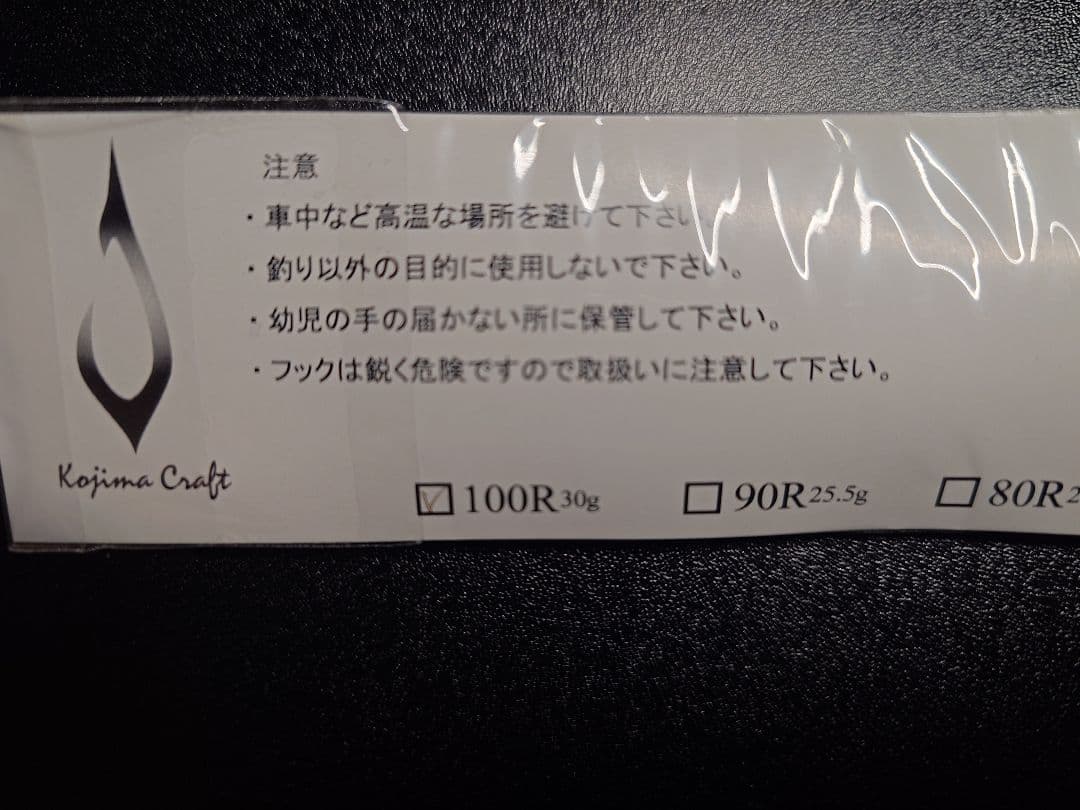 注意
・車中など高温な場所を避けて下さい
・釣り以外の目的に使用しないで下さい。
・幼児の手の届かない所に保管して下さい。
・フックは鋭く危険ですので取扱いに注意して下さい。
Kojima Craft
☑100R30g □90R25.5g □80R2